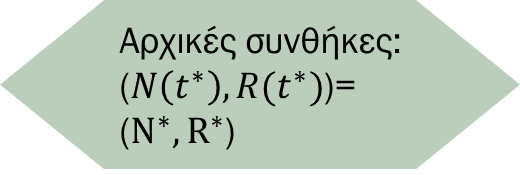 Αρχικές συνθήκες:
(𝑁(𝑡*), 𝑅(𝑡*))=
(N*, R*)